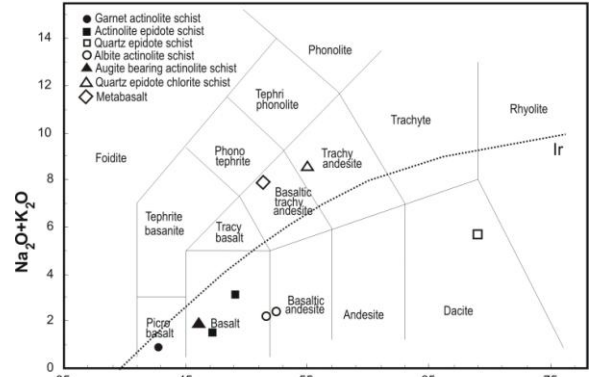 Garnet actinolite schist
Actinolite epidote schist
Quartz epidote schist
Albite actinolite schist
Augite bearing actinolite schist
Quartz epidote chlorite schist
Metabasalt
Phonolite
Tephri
phonolite
Trachyte
Rhyolite
Foidite
Phono
tephrite
Trachy
andesite
Ir
Basaltic
trachy
andesite
Tephrite
basanite
Tracy
basalt
Picro
basalt
Basalt
Basaltic
andesite
Andesite
Dacite
Na2O+K2O
14
12
10
8
6
4
2
0